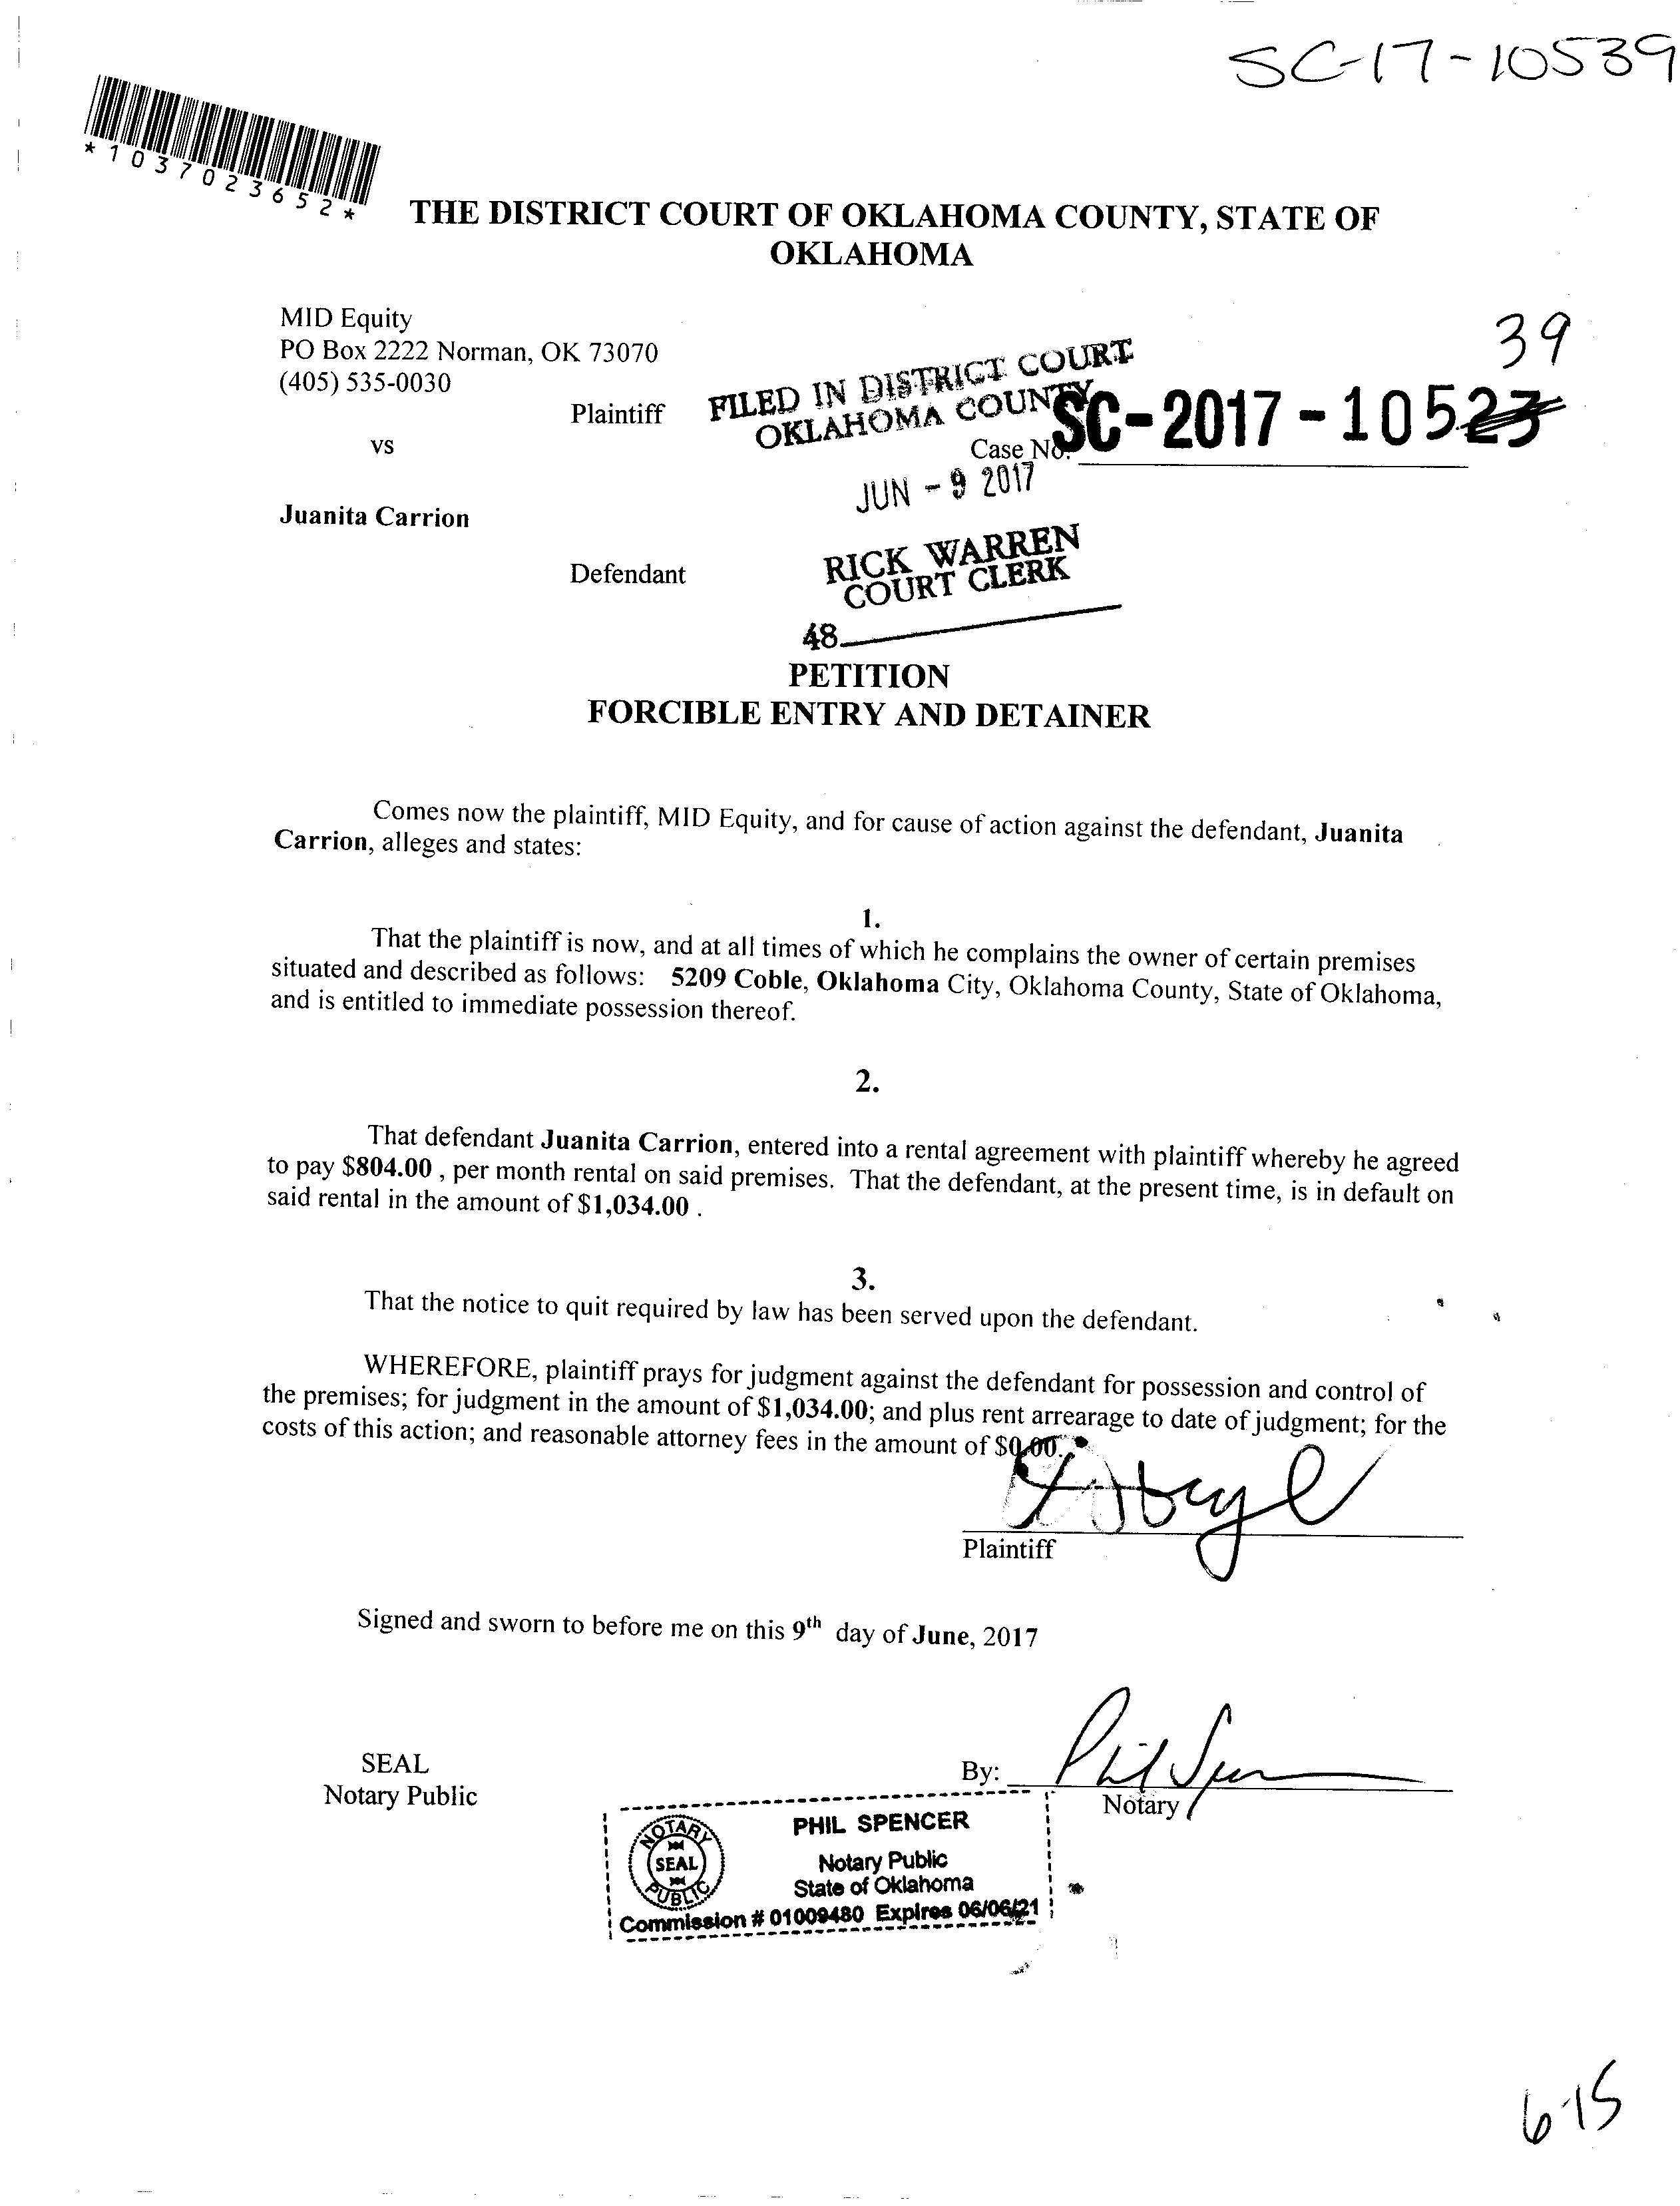 SC-17-10539
*1037023652*
THE DISTRICT COURT OF OKLAHOMA COUNTY, STATE OF
OKLAHOMA
MID Equity
PO Box 2222 Norman, OK 73070
(405) 535-0030
Plaintiff
vs
Juanita Carrion
Defendant
FILED IN DISTRICT COURT
OKLAHOMA COUNTY
39
Case No. SC-2017-10523
JUN - 9 2017
RICK WARREN
COURT CLERK
48
PETITION
FORCIBLE ENTRY AND DETAINER
Comes now the plaintiff, MID Equity, and for cause of action against the defendant, Juanita
Carrion, alleges and states:
1.
That the plaintiff is now, and at all times of which he complains the owner of certain premises
situated and described as follows: 5209 Coble, Oklahoma City, Oklahoma County, State of Oklahoma,
and is entitled to immediate possession thereof.
2.
That defendant Juanita Carrion, entered into a rental agreement with plaintiff whereby he agreed
to pay $804.00 , per month rental on said premises. That the defendant, at the present time, is in default on
said rental in the amount of $1,034.00 .
3.
That the notice to quit required by law has been served upon the defendant.
WHEREFORE, plaintiff prays for judgment against the defendant for possession and control of
the premises; for judgment in the amount of $1,034.00; and plus rent arrearage to date of judgment; for the
costs of this action; and reasonable attorney fees in the amount of $0.00.
Plaintiff
Signed and sworn to before me on this 9th day of June, 2017
SEAL
Notary Public
By: Phil Spencer
Notary
NOTARY
SEAL
PUBLIC
PHIL SPENCER
Notary Public
State of Oklahoma
Commission # 01009480 Expires 06/06/21
6-15